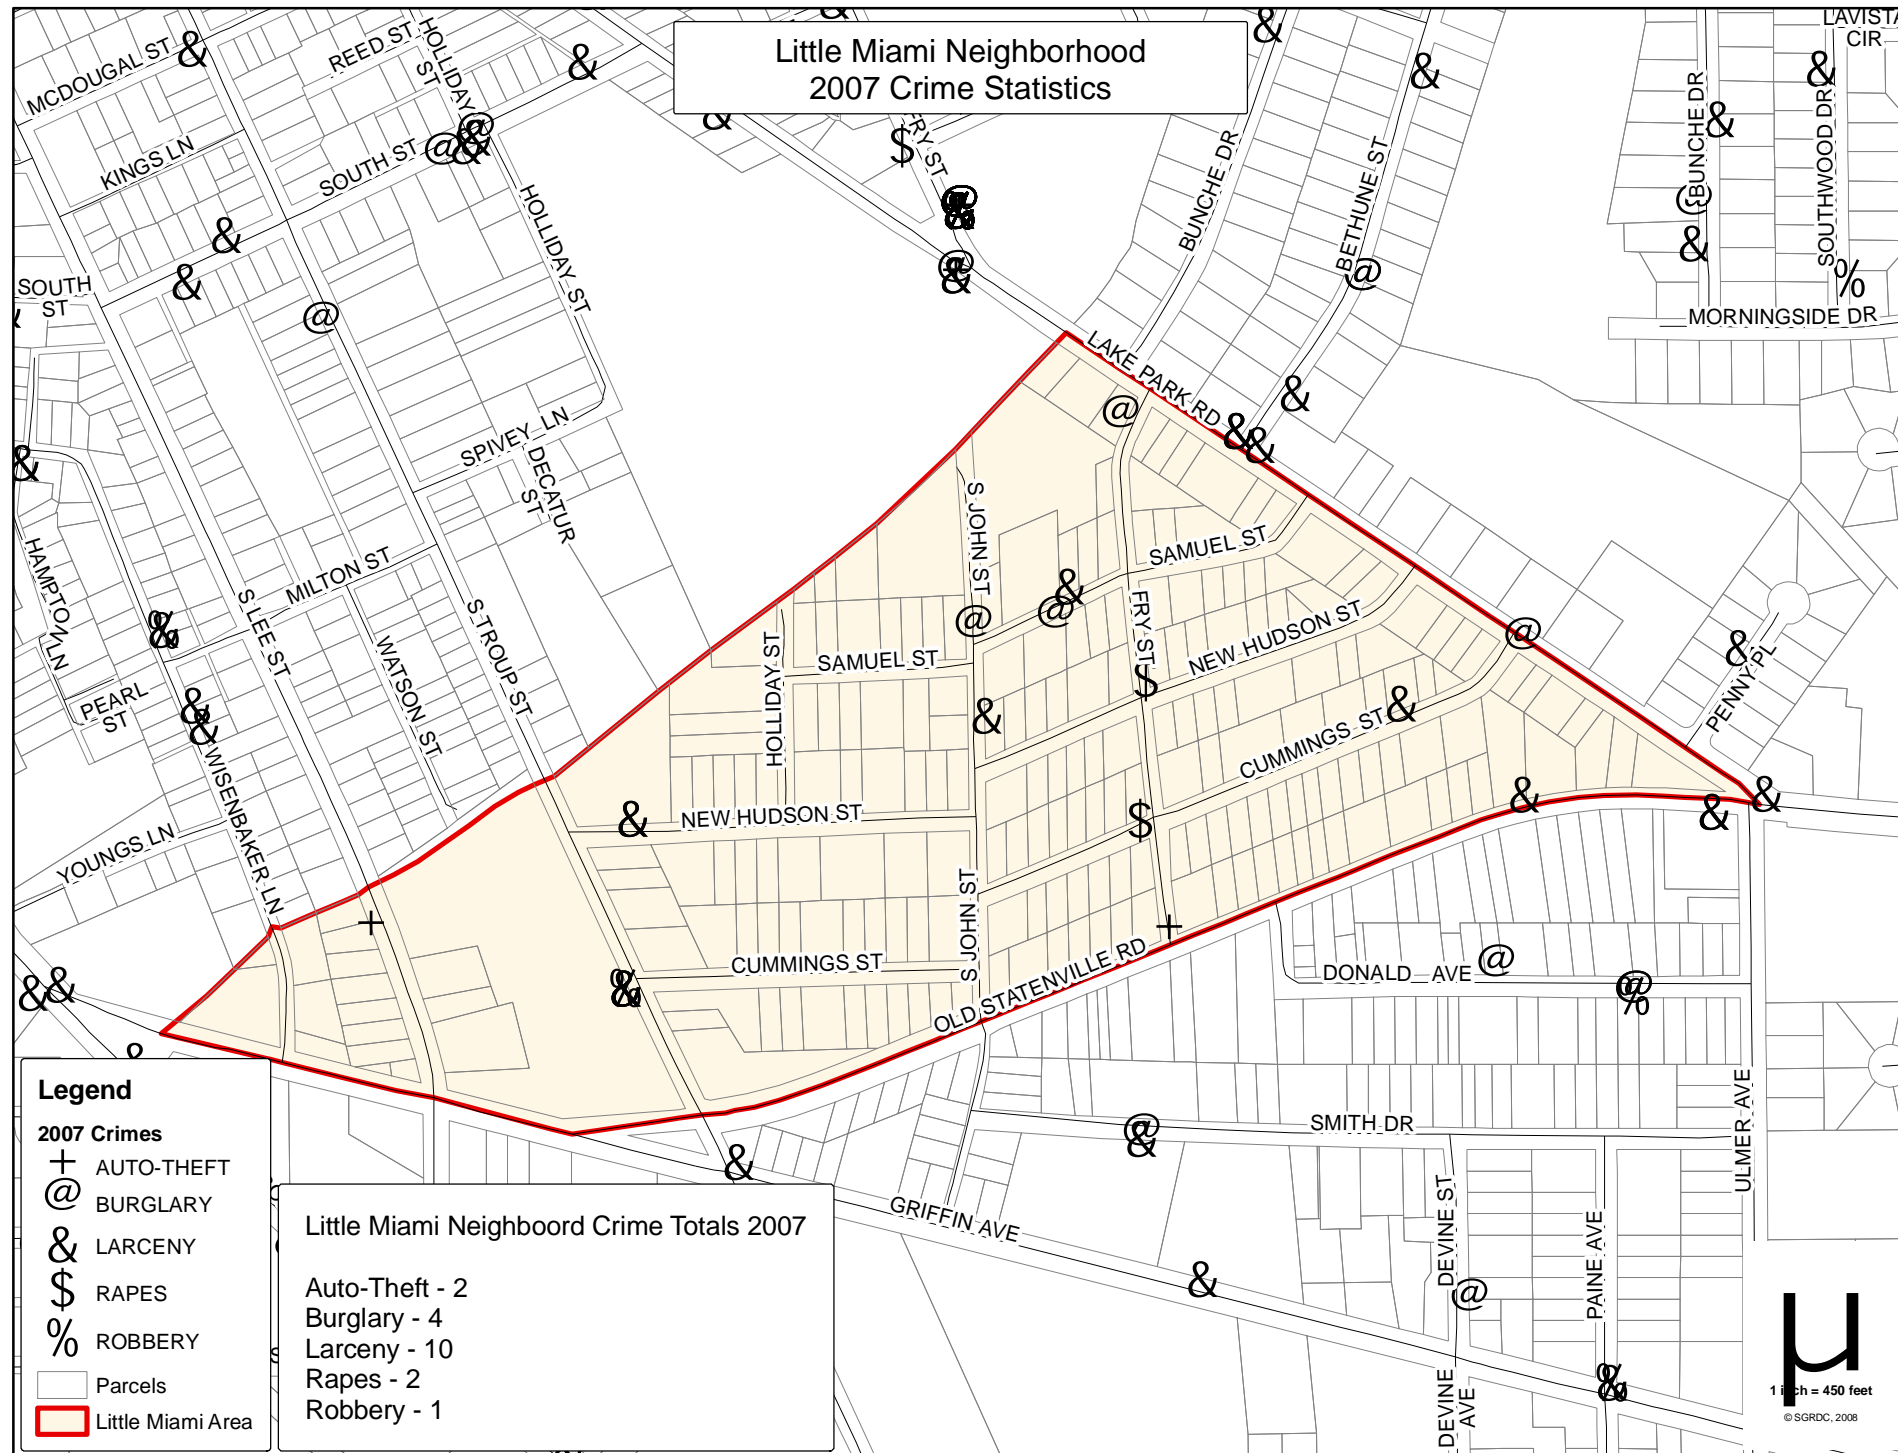 Little Miami Neighborhood
2007 Crime Statistics
LAVISTA
CIR
MCDOUGAL ST
REED ST
HOLLIDAY
ST
KINGS LN
SOUTH ST
HOLLIDAY ST
FRY ST
BUNCHE DR
BETHUNE ST
BUNCHE DR
SOUTHWOOD DR
MORNINGSIDE DR
SOUTH
ST
LAKE PARK RD
SPIVEY LN
DECATUR
ST
S JOHN ST
SAMUEL ST
HAMPTON LN
MILTON ST
S LEE ST
S TROUP ST
WATSON ST
PEARL
ST
HOLLIDAY ST
SAMUEL ST
FRY ST
NEW HUDSON ST
PENNY PL
CUMMINGS ST
WISENBAKER LN
YOUNGS LN
NEW HUDSON ST
S JOHN ST
CUMMINGS ST
OLD STATENVILLE RD
DONALD AVE
SMITH DR
ULMER AVE
GRIFFIN AVE
DEVINE ST
PAINE AVE
DEVINE
AVE
Legend
2007 Crimes
+ AUTO-THEFT
@ BURGLARY
& LARCENY
$ RAPES
% ROBBERY
Parcels
Little Miami Area
Little Miami Neighboord Crime Totals 2007
Auto-Theft - 2
Burglary - 4
Larceny - 10
Rapes - 2
Robbery - 1
µ
1 inch = 450 feet
© SGRDC, 2008